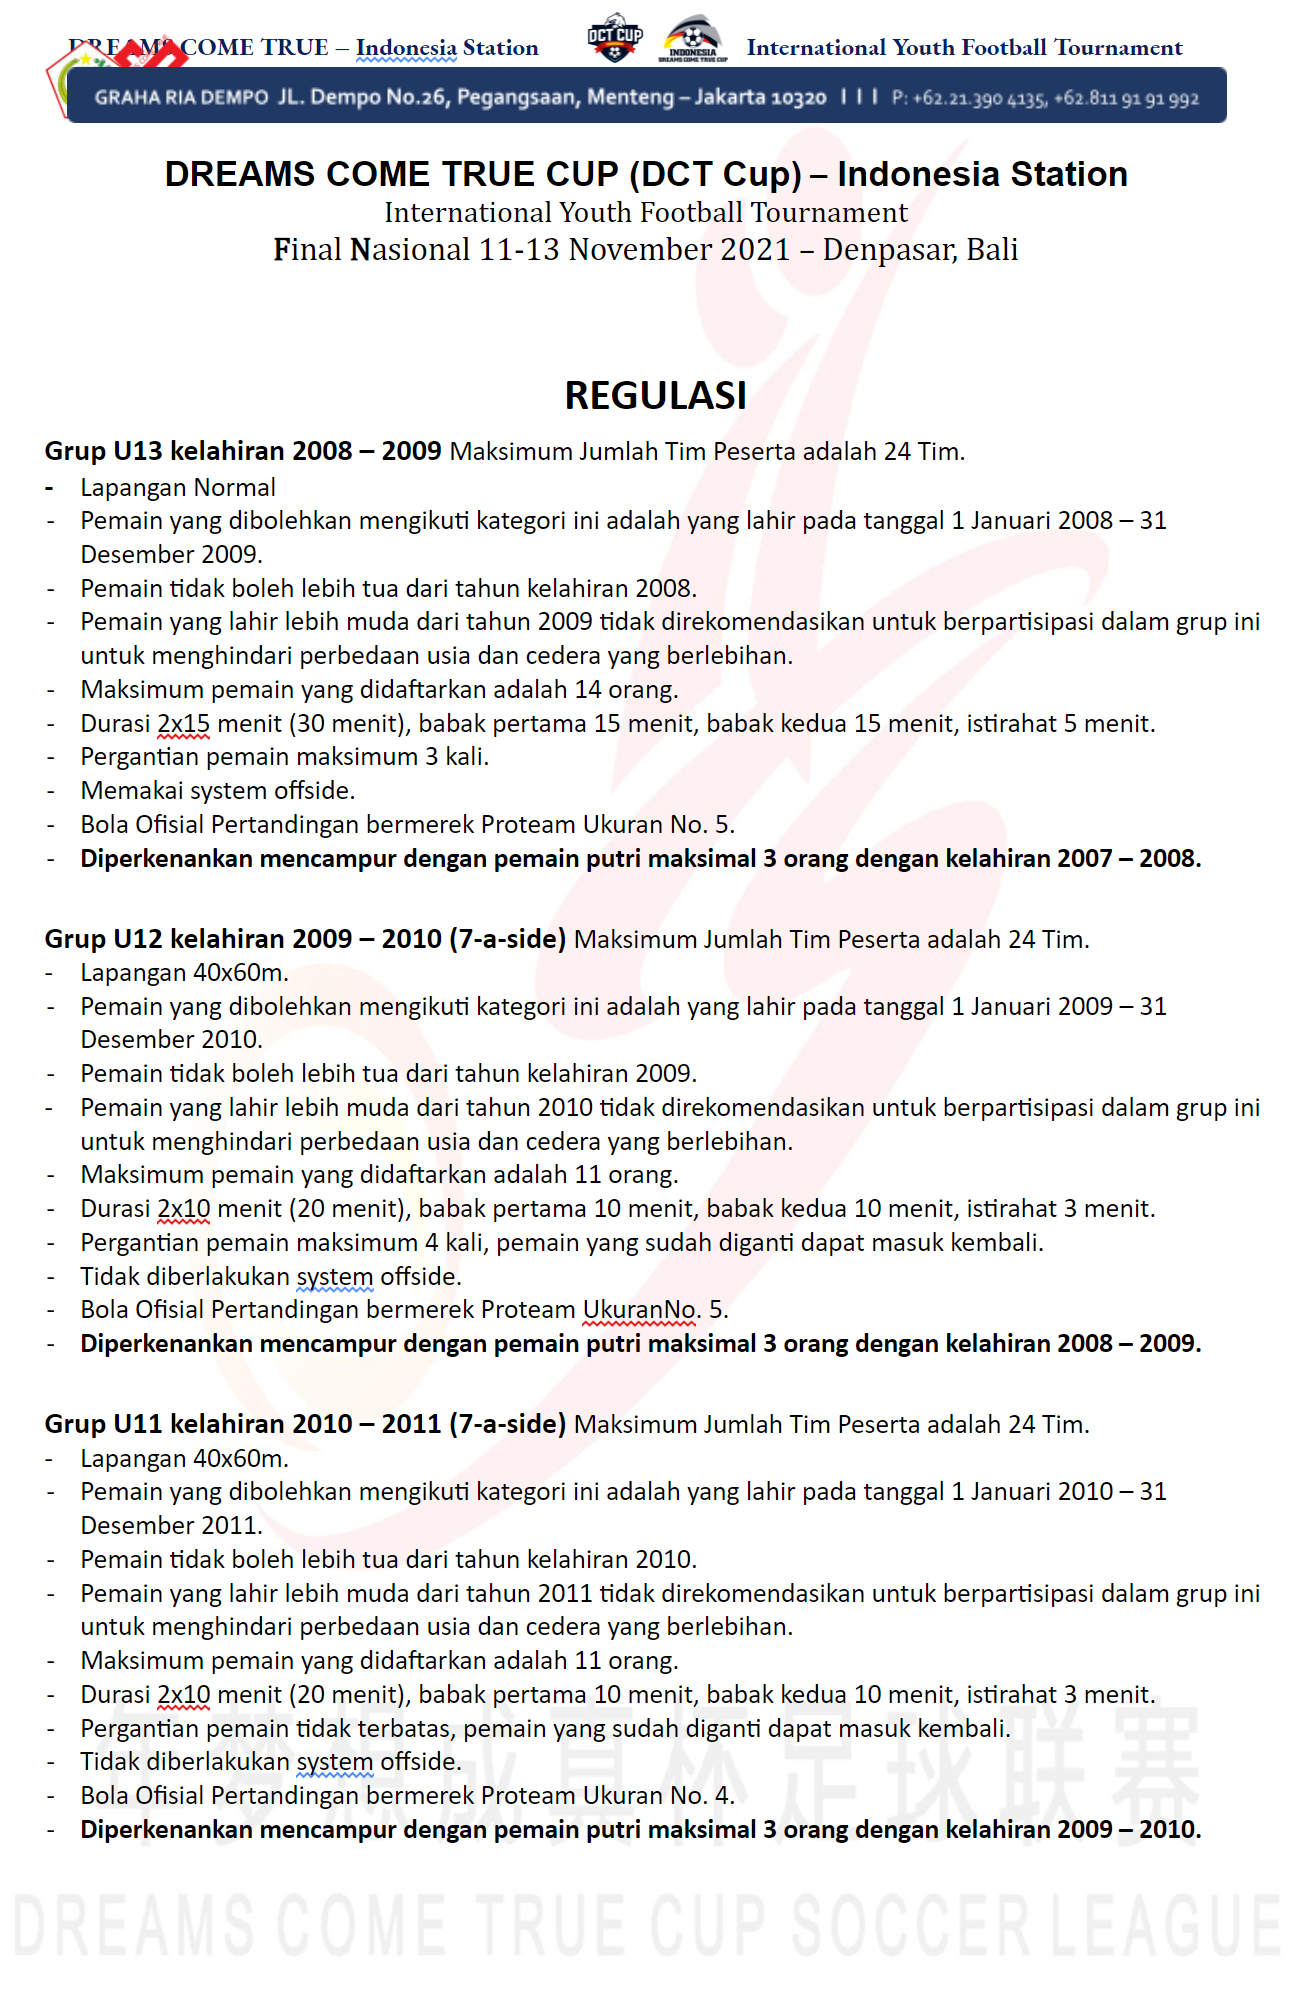 DREAMS COME TRUE – Indonesia Station
DCT CUP
INDONESIA
DREAMS COME TRUE CUP
International Youth Football Tournament
GRAHA RIA DEMPO JL. Dempo No.26, Pegangsaan, Menteng – Jakarta 10320 I I I P: +62.21.390 4135, +62.811 91 91 992
DREAMS COME TRUE CUP (DCT Cup) – Indonesia Station
International Youth Football Tournament
Final Nasional 11-13 November 2021 – Denpasar, Bali
REGULASI
Grup U13 kelahiran 2008 – 2009 Maksimum Jumlah Tim Peserta adalah 24 Tim.
- Lapangan Normal
- Pemain yang dibolehkan mengikuti kategori ini adalah yang lahir pada tanggal 1 Januari 2008 – 31
Desember 2009.
- Pemain tidak boleh lebih tua dari tahun kelahiran 2008.
- Pemain yang lahir lebih muda dari tahun 2009 tidak direkomendasikan untuk berpartisipasi dalam grup ini
untuk menghindari perbedaan usia dan cedera yang berlebihan.
- Maksimum pemain yang didaftarkan adalah 14 orang.
- Durasi 2x15 menit (30 menit), babak pertama 15 menit, babak kedua 15 menit, istirahat 5 menit.
- Pergantian pemain maksimum 3 kali.
- Memakai system offside.
- Bola Ofisial Pertandingan bermerek Proteam Ukuran No. 5.
- Diperkenankan mencampur dengan pemain putri maksimal 3 orang dengan kelahiran 2007 – 2008.
Grup U12 kelahiran 2009 – 2010 (7-a-side) Maksimum Jumlah Tim Peserta adalah 24 Tim.
- Lapangan 40x60m.
- Pemain yang dibolehkan mengikuti kategori ini adalah yang lahir pada tanggal 1 Januari 2009 – 31
Desember 2010.
- Pemain tidak boleh lebih tua dari tahun kelahiran 2009.
- Pemain yang lahir lebih muda dari tahun 2010 tidak direkomendasikan untuk berpartisipasi dalam grup ini
untuk menghindari perbedaan usia dan cedera yang berlebihan.
- Maksimum pemain yang didaftarkan adalah 11 orang.
- Durasi 2x10 menit (20 menit), babak pertama 10 menit, babak kedua 10 menit, istirahat 3 menit.
- Pergantian pemain maksimum 4 kali, pemain yang sudah diganti dapat masuk kembali.
- Tidak diberlakukan system offside.
- Bola Ofisial Pertandingan bermerek Proteam UkuranNo. 5.
- Diperkenankan mencampur dengan pemain putri maksimal 3 orang dengan kelahiran 2008 – 2009.
Grup U11 kelahiran 2010 – 2011 (7-a-side) Maksimum Jumlah Tim Peserta adalah 24 Tim.
- Lapangan 40x60m.
- Pemain yang dibolehkan mengikuti kategori ini adalah yang lahir pada tanggal 1 Januari 2010 – 31
Desember 2011.
- Pemain tidak boleh lebih tua dari tahun kelahiran 2010.
- Pemain yang lahir lebih muda dari tahun 2011 tidak direkomendasikan untuk berpartisipasi dalam grup ini
untuk menghindari perbedaan usia dan cedera yang berlebihan.
- Maksimum pemain yang didaftarkan adalah 11 orang.
- Durasi 2x10 menit (20 menit), babak pertama 10 menit, babak kedua 10 menit, istirahat 3 menit.
- Pergantian pemain tidak terbatas, pemain yang sudah diganti dapat masuk kembali.
- Tidak diberlakukan system offside.
- Bola Ofisial Pertandingan bermerek Proteam Ukuran No. 4.
- Diperkenankan mencampur dengan pemain putri maksimal 3 orang dengan kelahiran 2009 – 2010.
年梦想成真杯足球联赛
DREAMS COME TRUE CUP SOCCER LEAGUE